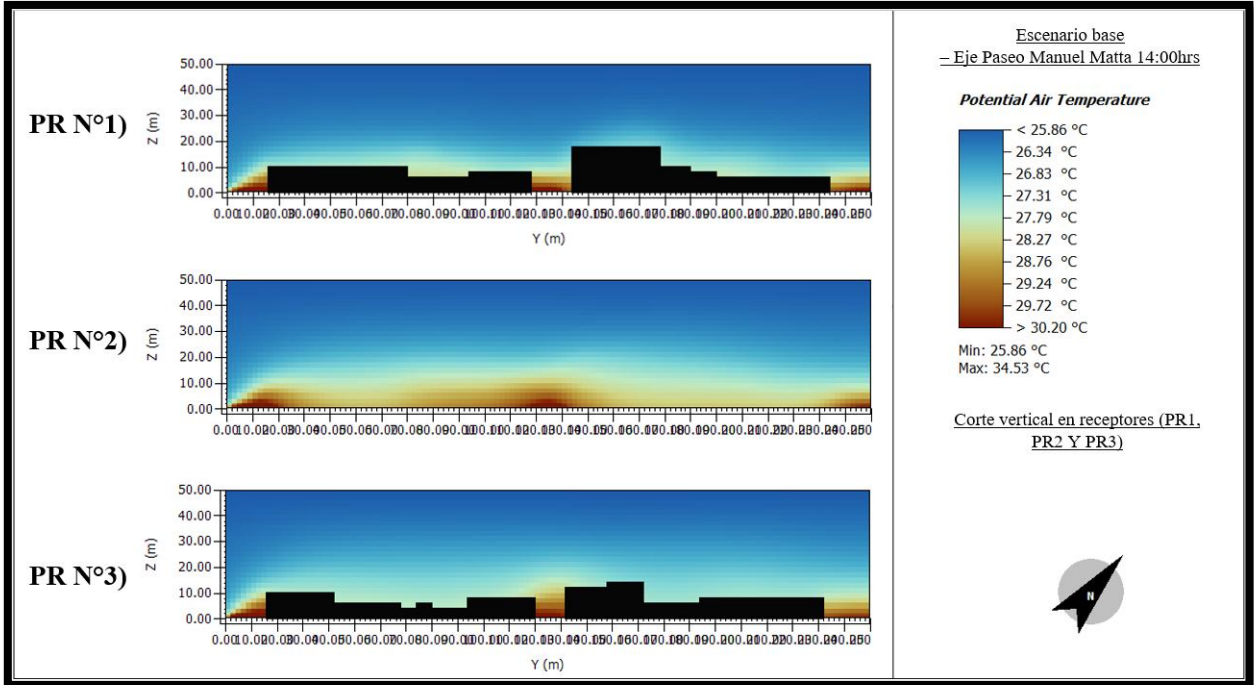 PR N°1)
50.00
40.00
30.00
20.00
10.00
0.00
Z (m)
Y (m)
PR N°2)
50.00
40.00
30.00
20.00
10.00
0.00
Z (m)
PR N°3)
50.00
40.00
30.00
20.00
10.00
0.00
Z (m)
Y (m)
Escenario base
– Eje Paseo Manuel Matta 14:00hrs
Potential Air Temperature
< 25.86 °C
26.34 °C
26.83 °C
27.31 °C
27.79 °C
28.27 °C
28.76 °C
29.24 °C
29.72 °C
> 30.20 °C
Min: 25.86 °C
Max: 34.53 °C
Corte vertical en receptores (PR1,
PR2 Y PR3)
N